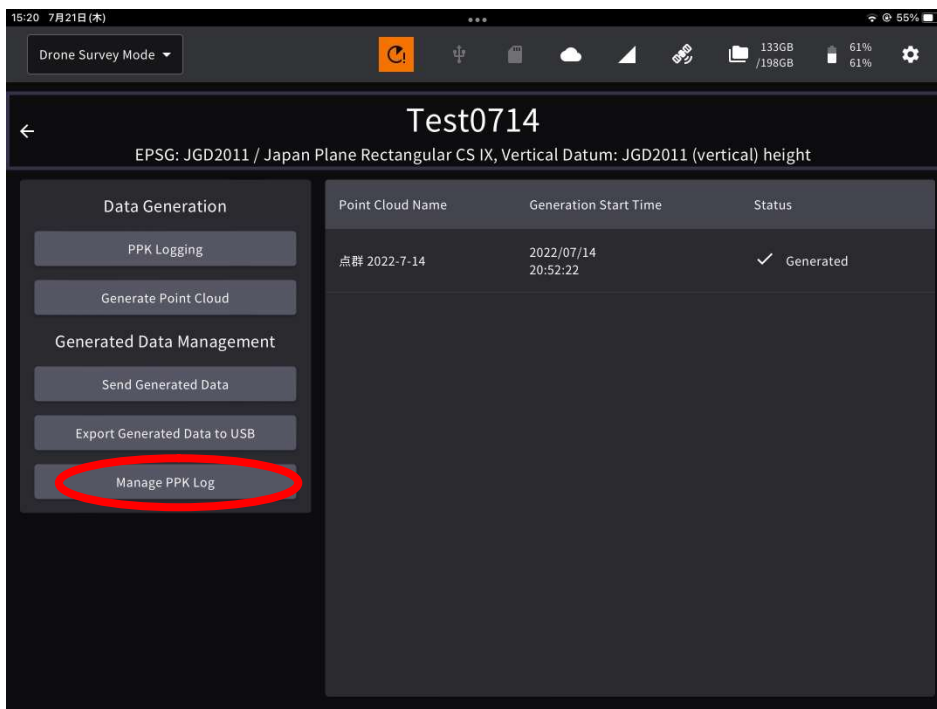 15:20 7月21日(木)
55%
Drone Survey Mode
133GB
/198GB
61%
61%
Test0714
EPSG: JGD2011 / Japan Plane Rectangular CS IX, Vertical Datum: JGD2011 (vertical) height
Data Generation
PPK Logging
Generate Point Cloud
Generated Data Management
Send Generated Data
Export Generated Data to USB
Manage PPK Log
Point Cloud Name
Generation Start Time
Status
点群 2022-7-14
2022/07/14
20:52:22
Generated